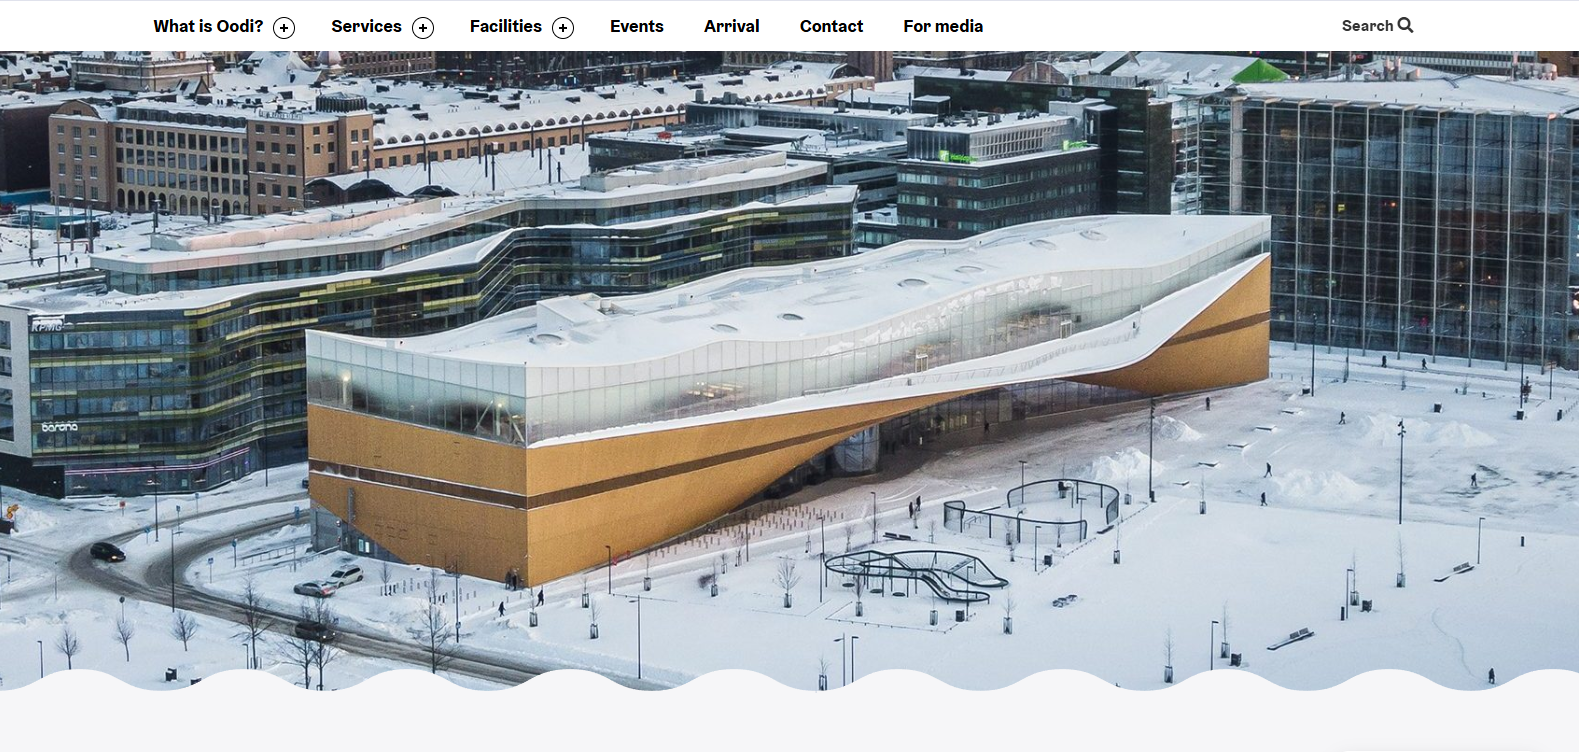 What is Oodi?
Services
Facilities
Events
Arrival
Contact
For media
Search
KPMG
barona